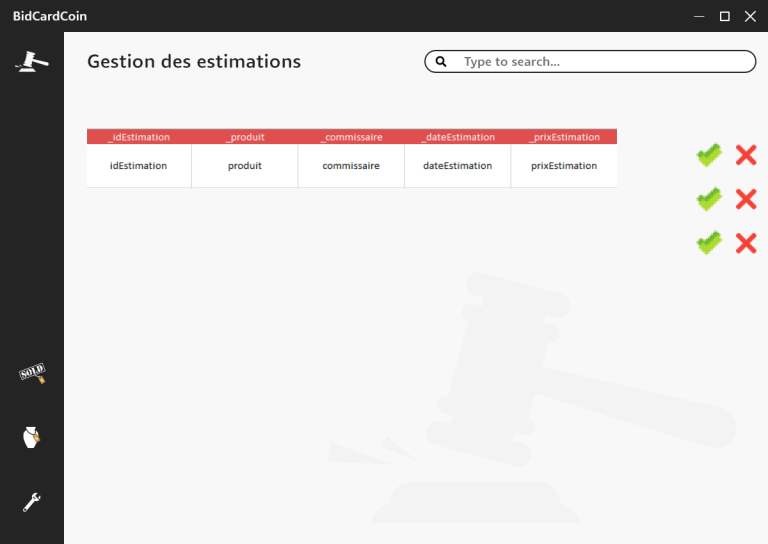 BidCardCoin
Gestion des estimations
Type to search...
_idEstimation _produit _commissaire _dateEstimation _prixEstimation
idEstimation produit commissaire dateEstimation prixEstimation
SOLD